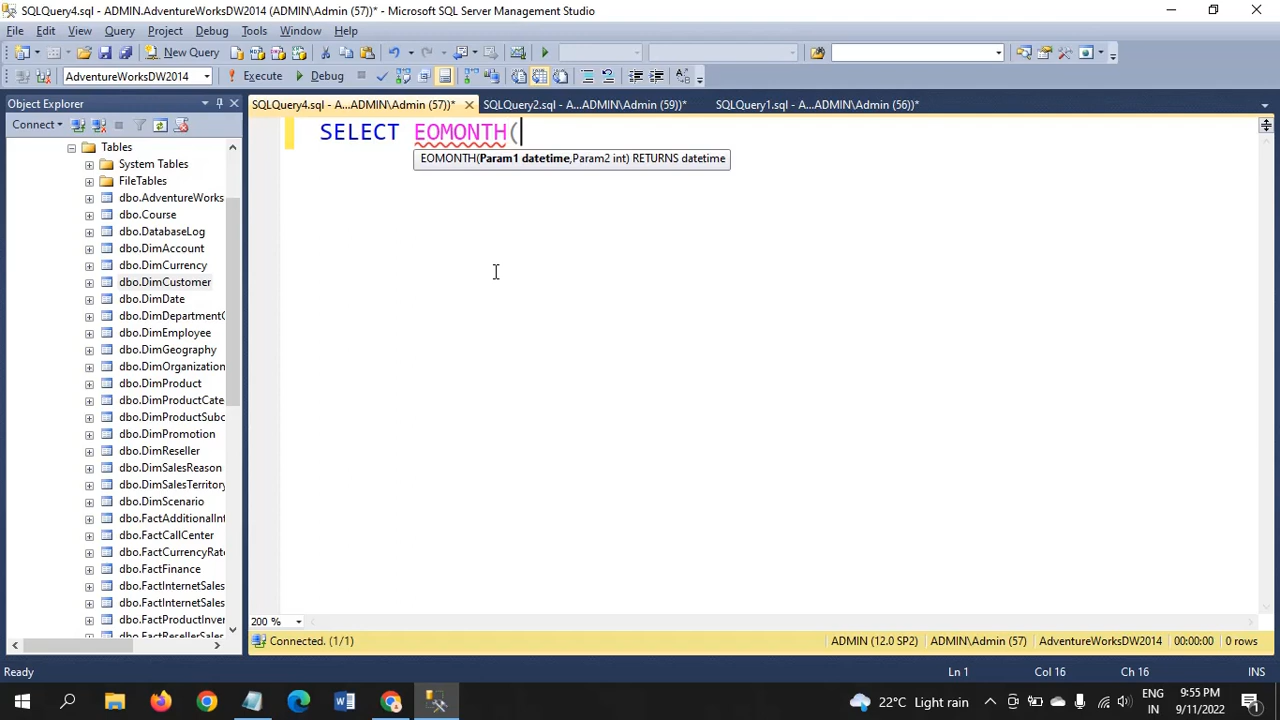 SQLQuery4.sql - ADMIN.AdventureWorksDW2014 (ADMIN\Admin (57))* - Microsoft SQL Server Management Studio
File Edit View Query Project Debug Tools Window Help
New Query
AdventureWorksDW2014 Execute Debug
Object Explorer
SQLQuery4.sql - A...ADMIN\Admin (57))* SQLQuery2.sql - A...ADMIN\Admin (59))* SQLQuery1.sql - A...ADMIN\Admin (56))*
Connect
Tables
System Tables
FileTables
dbo.AdventureWorks
dbo.Course
dbo.DatabaseLog
dbo.DimAccount
dbo.DimCurrency
dbo.DimCustomer
dbo.DimDate
dbo.DimDepartmentG
dbo.DimEmployee
dbo.DimGeography
dbo.DimOrganization
dbo.DimProduct
dbo.DimProductCate
dbo.DimProductSubc
dbo.DimPromotion
dbo.DimReseller
dbo.DimSalesReason
dbo.DimSalesTerritory
dbo.DimScenario
dbo.FactAdditionalInt
dbo.FactCallCenter
dbo.FactCurrencyRate
dbo.FactFinance
dbo.FactInternetSales
dbo.FactInternetSales
dbo.FactProductInver
dbo.FactResellerSales
SELECT EOMONTH(
EOMONTH(Param1 datetime,Param2 int) RETURNS datetime
200 %
Connected. (1/1) ADMIN (12.0 SP2) ADMIN\Admin (57) AdventureWorksDW2014 00:00:00 0 rows
Ready Ln 1 Col 16 Ch 16 INS
22°C Light rain
ENG
IN
9:55 PM
9/11/2022
1